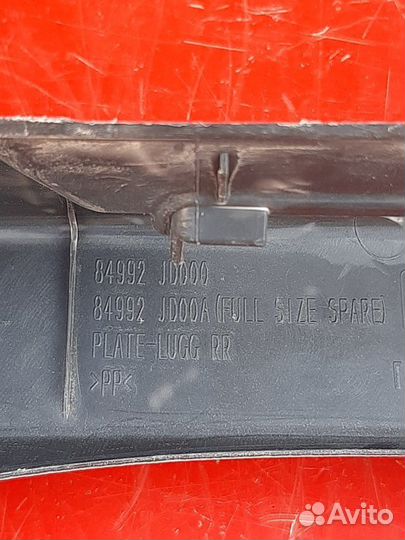 84992 JD000
84992 JD00A(FULL SIZE SPARE)
PLATE-LUGG RR
>PP<
Avito